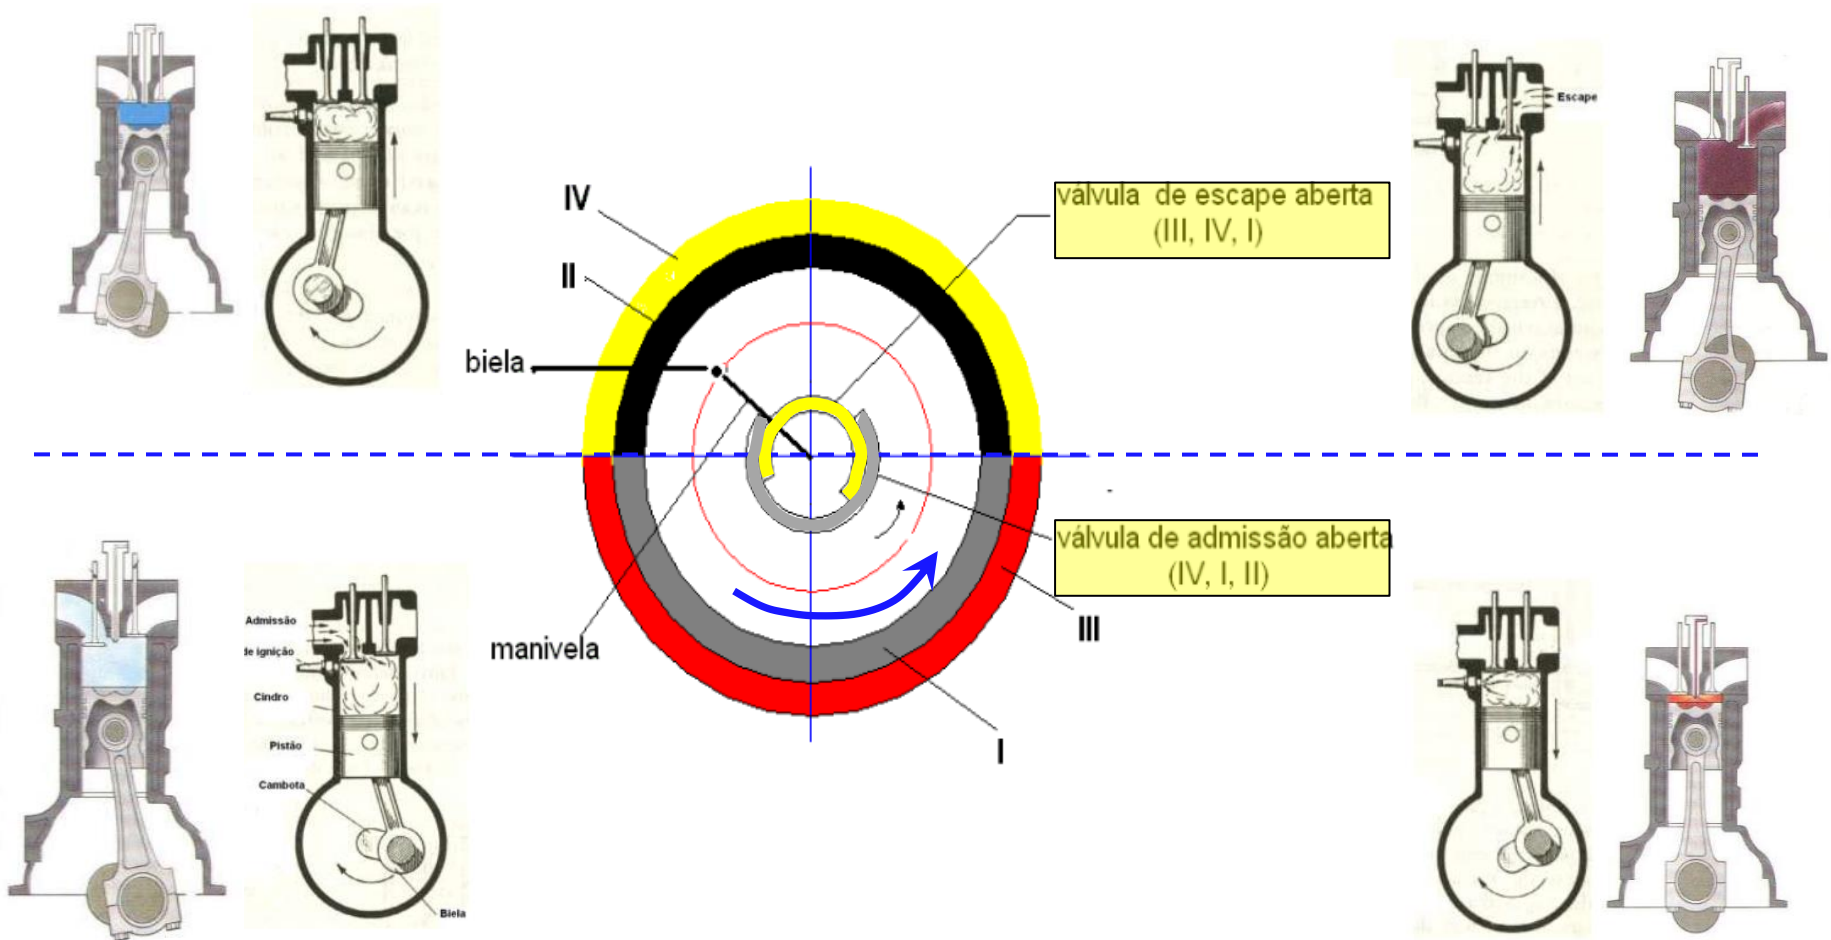 Escape
IV
válvula de escape aberta
(III, IV, I)
II
biela
válvula de admissão aberta
(IV, I, II)
Admissão
de ignição
manivela
III
Cindro
Pistão
I
Cambota
Biela